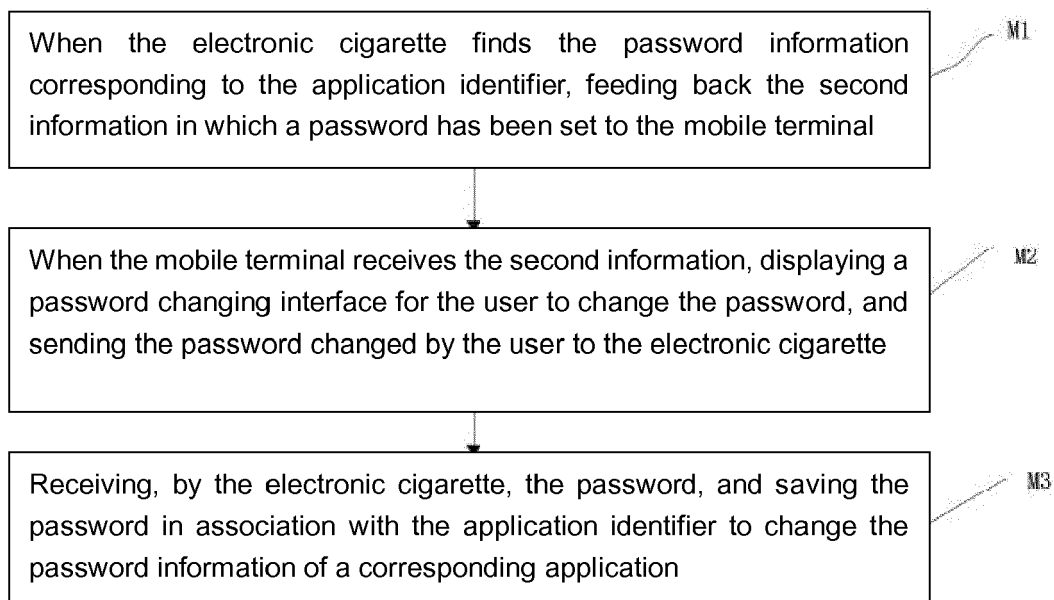 When the electronic cigarette finds the password information
corresponding to the application identifier, feeding back the second
information in which a password has been set to the mobile terminal
M1
When the mobile terminal receives the second information, displaying a
password changing interface for the user to change the password, and
sending the password changed by the user to the electronic cigarette
M2
Receiving, by the electronic cigarette, the password, and saving the
password in association with the application identifier to change the
password information of a corresponding application
M3